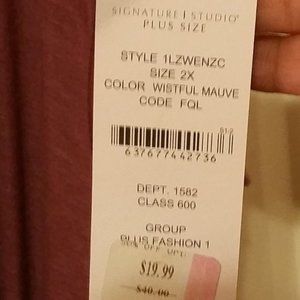 SIGNATURE | STUDIO®
PLUS SIZE
STYLE 1LZWENZC
SIZE 2X
COLOR WISTFUL MAUVE
CODE FQL
637677442736
DEPT. 1582
CLASS 600
GROUP
PLUS FASHION 1
$19.99
$40.00